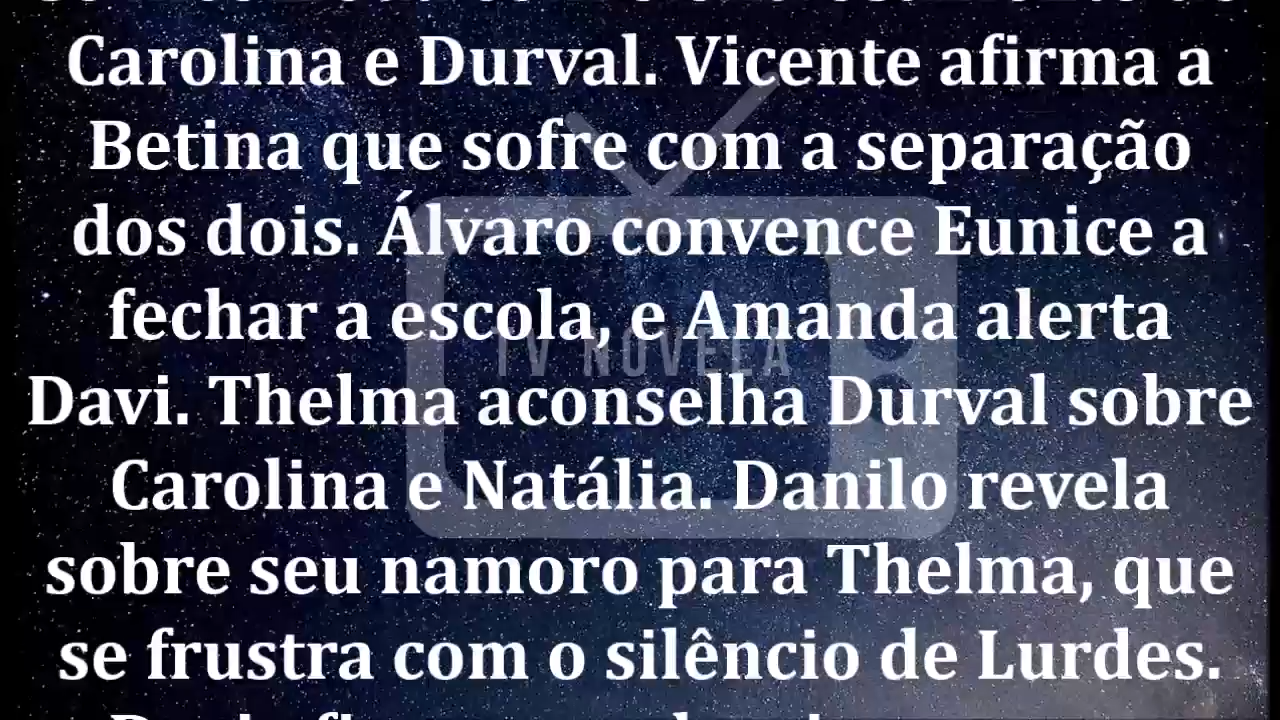 Carolina e Durval. Vicente afirma a
Betina que sofre com a separação
dos dois. Álvaro convence Eunice a
fechar a escola, e Amanda alerta
Davi. Thelma aconselha Durval sobre
Carolina e Natália. Danilo revela
sobre seu namoro para Thelma, que
se frustra com o silêncio de Lurdes.
TV NOVELA